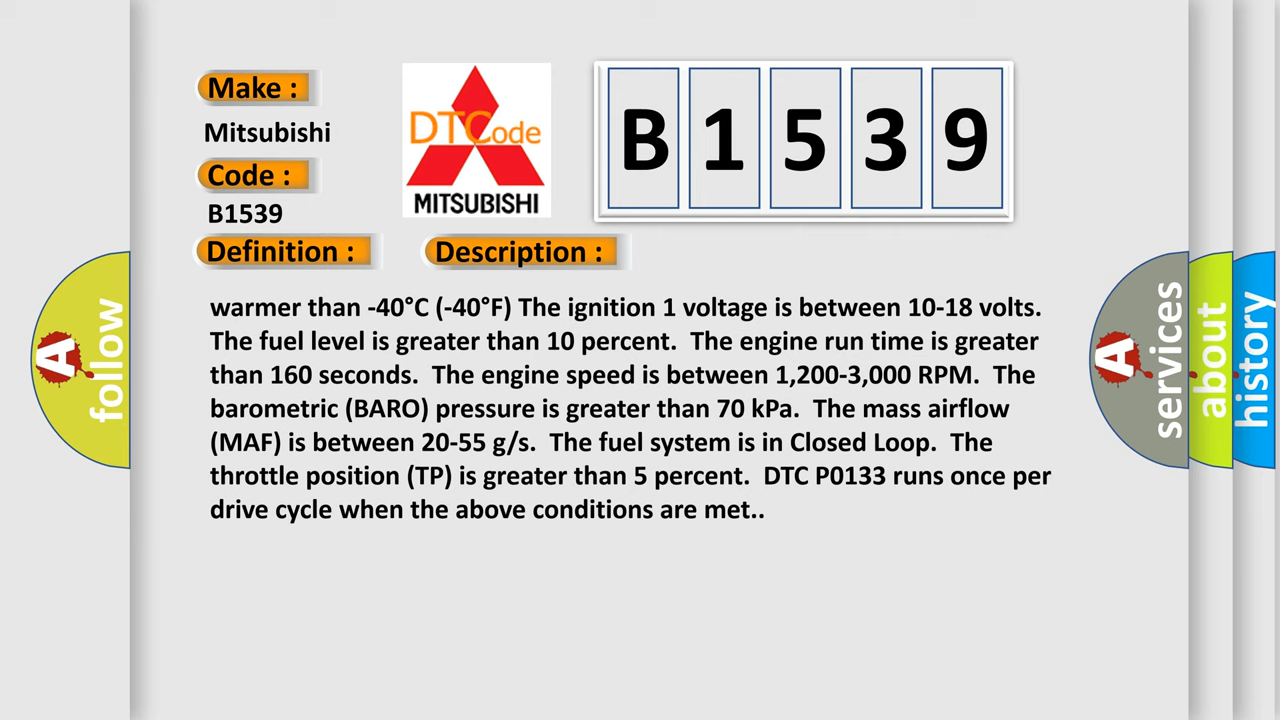 Make :
Mitsubishi
Code :
B1539
Definition :
Description :
DTCode
MITSUBISHI
B 1 5 3 9
warmer than -40°C (-40°F) The ignition 1 voltage is between 10-18 volts.
The fuel level is greater than 10 percent.  The engine run time is greater
than 160 seconds.  The engine speed is between 1,200-3,000 RPM.  The
barometric (BARO) pressure is greater than 70 kPa.  The mass airflow
(MAF) is between 20-55 g/s.  The fuel system is in Closed Loop.  The
throttle position (TP) is greater than 5 percent.  DTC P0133 runs once per
drive cycle when the above conditions are met..
A
follow
A
services
about
history